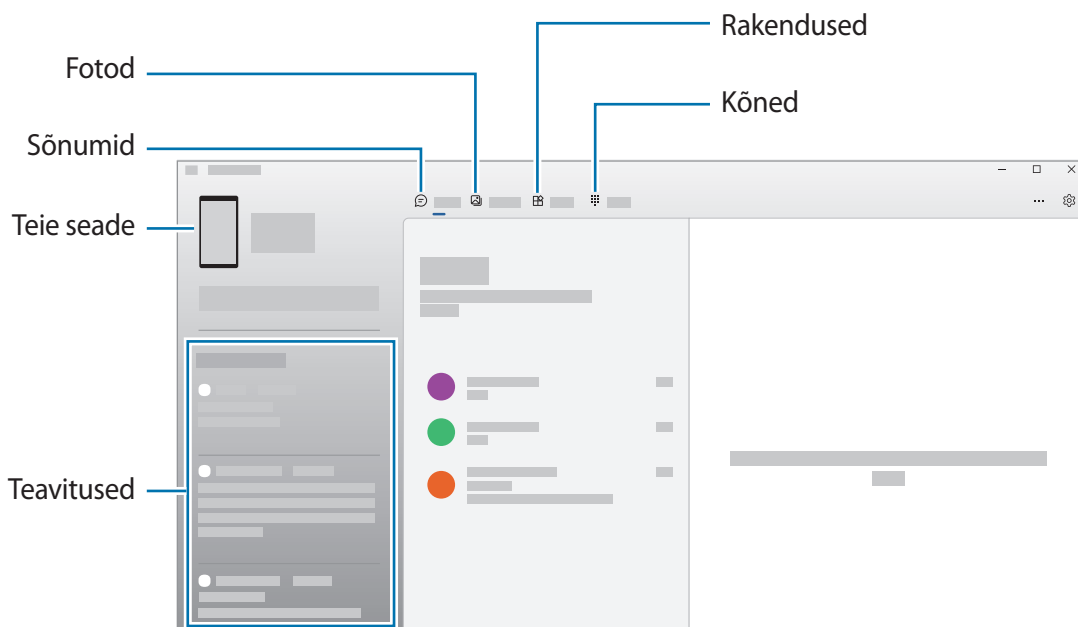 Rakendused
Fotod
Kõned
Sõnumid
Teie seade
Teavitused